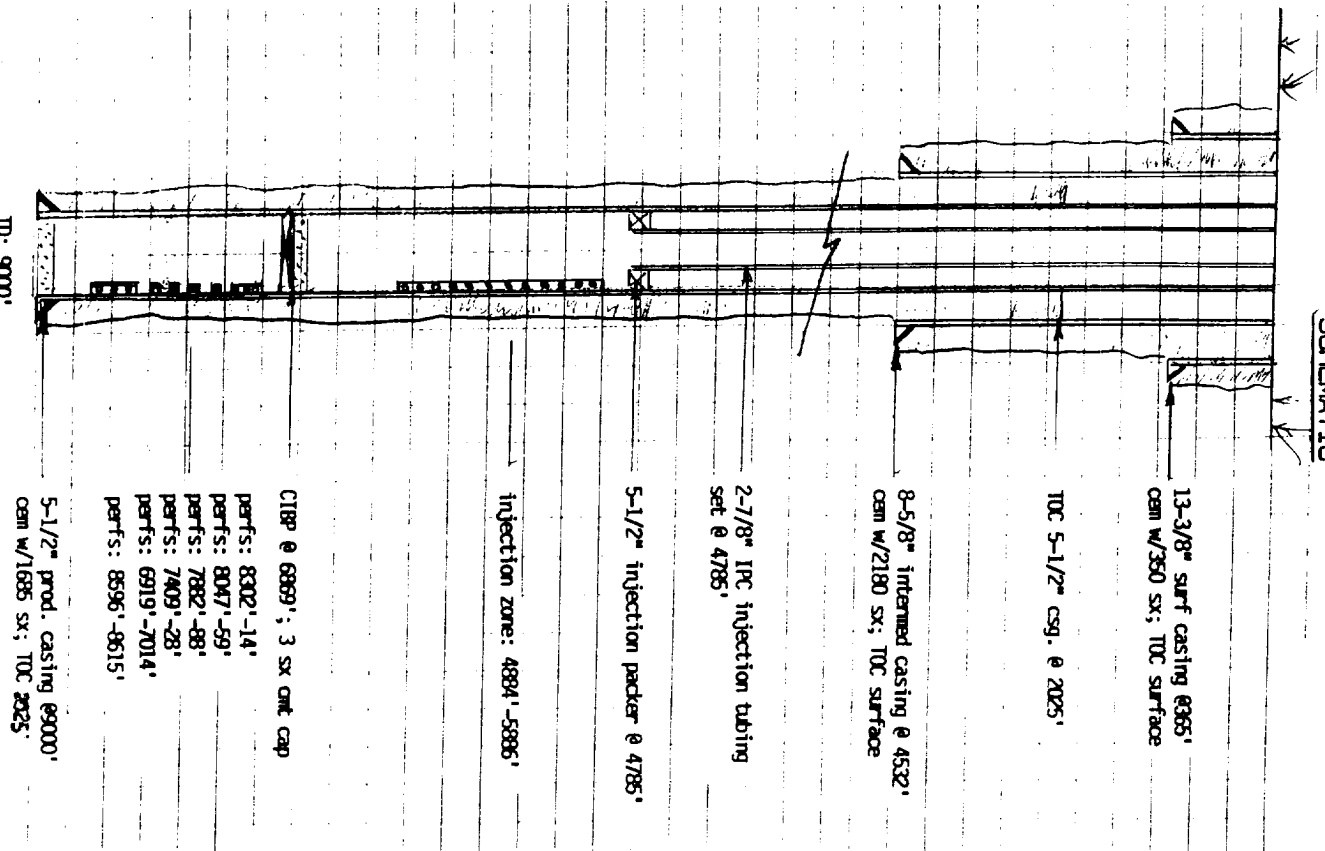 13-3/8" surf casing @365'
cem w/350 sx; TOC surface
TOC 5-1/2" csg. @ 2025'
8-5/8" intermed casing @ 4532'
cem w/2180 sx; TOC surface
2-7/8" IPC injection tubing
set @ 4785'
5-1/2" injection packer @ 4785'
injection zone: 4884'-5886'
CIBP @ 6869'; 3 sx cmt cap
perfs: 8302'-14'
perfs: 8047'-59'
perfs: 7882'-88'
perfs: 7409'-28'
perfs: 6919'-7014'
perfs: 8596'-8615'
5-1/2" prod. casing @9000'
cem w/1685 sx; TOC
TD: 9000'